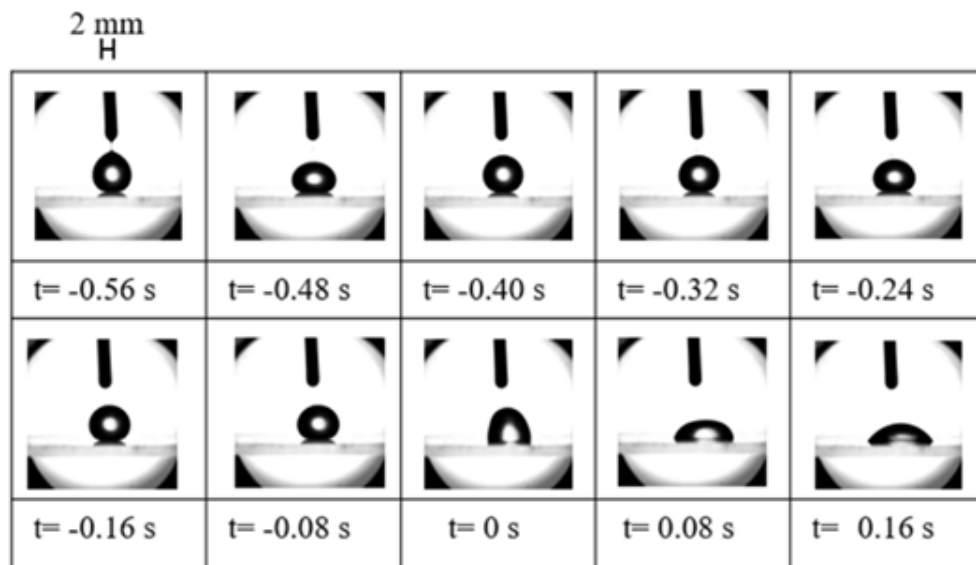 2 mm
t= -0.56 s t= -0.48 s t= -0.40 s t= -0.32 s t= -0.24 s
t= -0.16 s t= -0.08 s t= 0 s t= 0.08 s t= 0.16 s